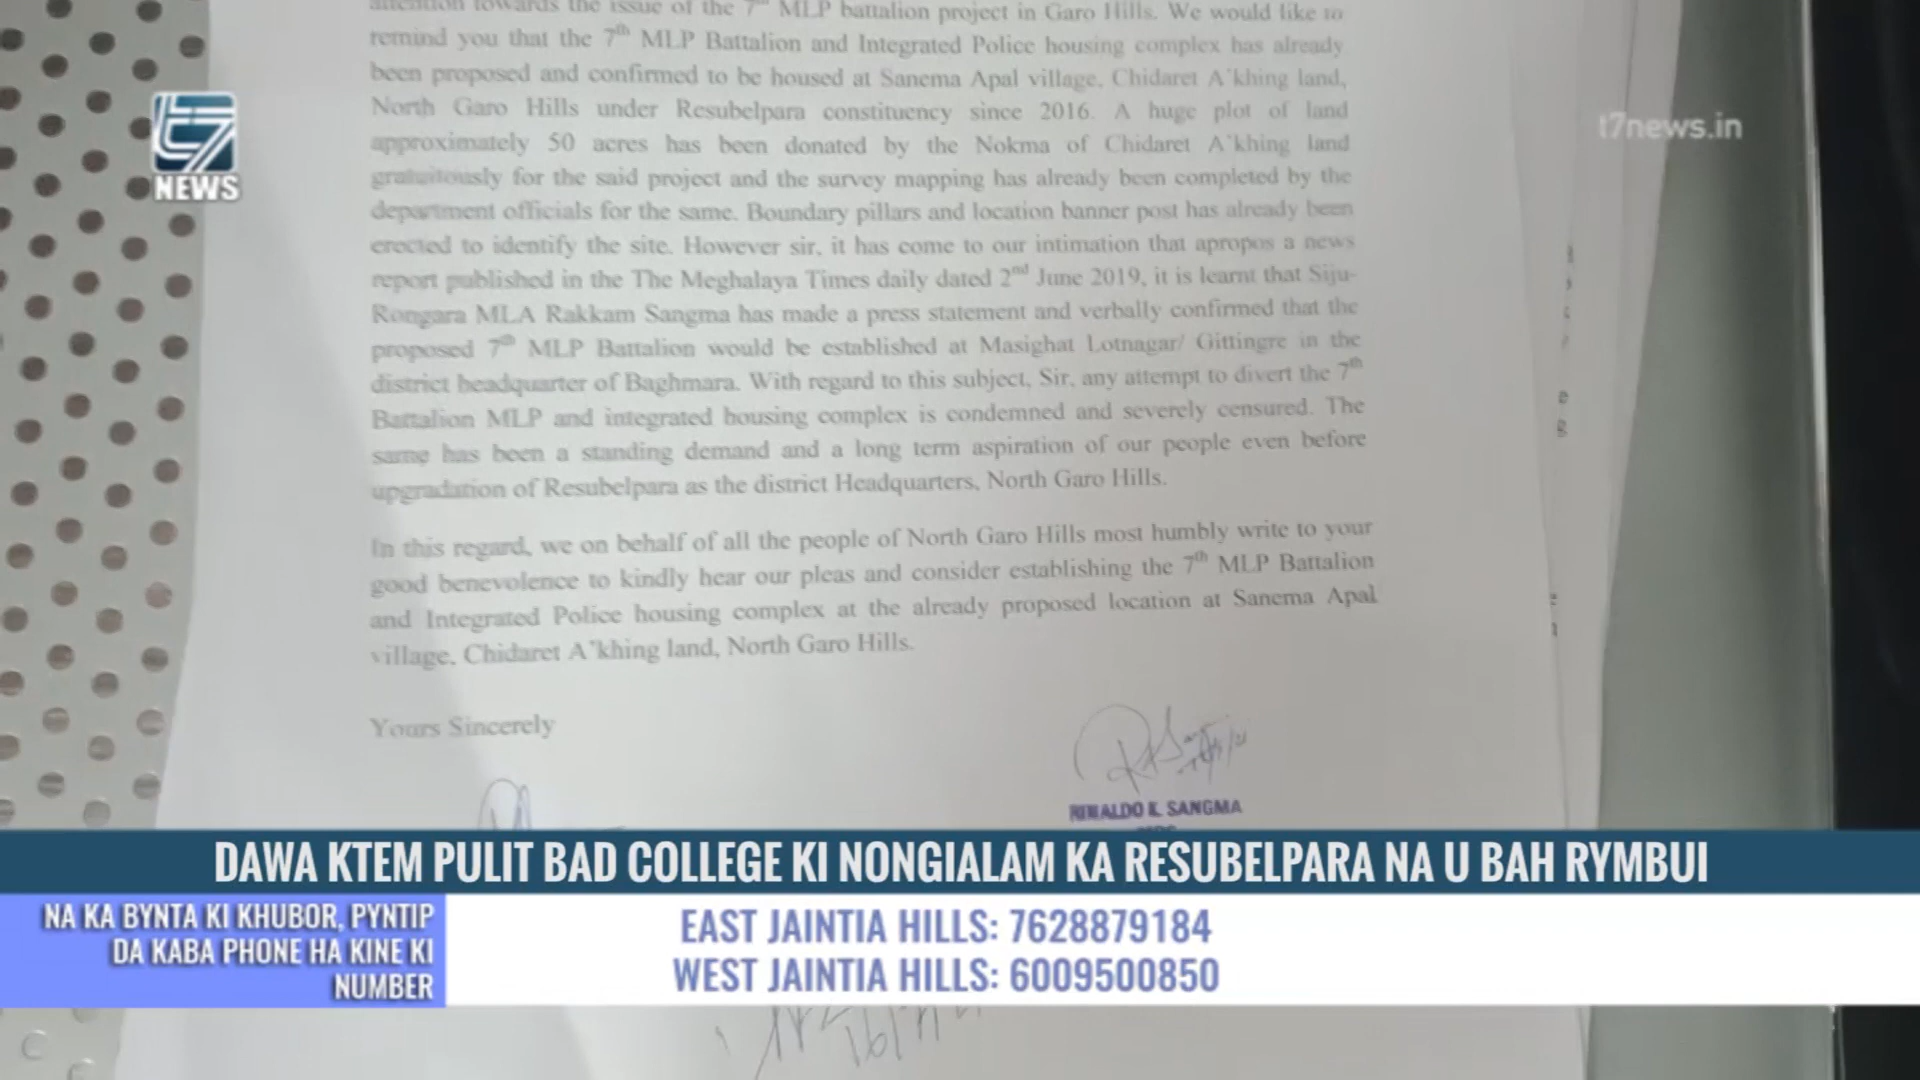 attention towards the issue of the 7th MLP battalion project in Garo Hills. We would like to
remind you that the 7th MLP Battalion and Integrated Police housing complex has already
been proposed and confirmed to be housed at Sanema Apal village, Chidaret A'khing land,
North Garo Hills under Resubelpara constituency since 2016. A huge plot of land
approximately 50 acres has been donated by the Nokma of Chidaret A'khing land
gratuitously for the said project and the survey mapping has already been completed by the
department officials for the same. Boundary pillars and location banner post has already been
erected to identify the site. However sir, it has come to our intimation that apropos a news
report published in the The Meghalaya Times daily dated 2nd June 2019, it is learnt that Siju-
Rongara MLA Rakkam Sangma has made a press statement and verbally confirmed that the
proposed 7th MLP Battalion would be established at Masighat Lotnagar/ Gittingre in the
district headquarter of Baghmara. With regard to this subject, Sir, any attempt to divert the 7th
Battalion MLP and integrated housing complex is condemned and severely censured. The
same has been a standing demand and a long term aspiration of our people even before
upgradation of Resubelpara as the district Headquarters, North Garo Hills.
In this regard, we on behalf of all the people of North Garo Hills most humbly write to your
good benevolence to kindly hear our pleas and consider establishing the 7th MLP Battalion
and Integrated Police housing complex at the already proposed location at Sanema Apal
village, Chidaret A'khing land, North Garo Hills.
Yours Sincerely
RINALDO K. SANGMA
t7
NEWS
t7news.in
DAWA KTEM PULIT BAD COLLEGE KI NONGIALAM KA RESUBELPARA NA U BAH RYMBUI
NA KA BYNTA KI KHUBOR, PYNTIP
DA KABA PHONE HA KINE KI
NUMBER
EAST JAINTIA HILLS: 7628879184
WEST JAINTIA HILLS: 6009500850